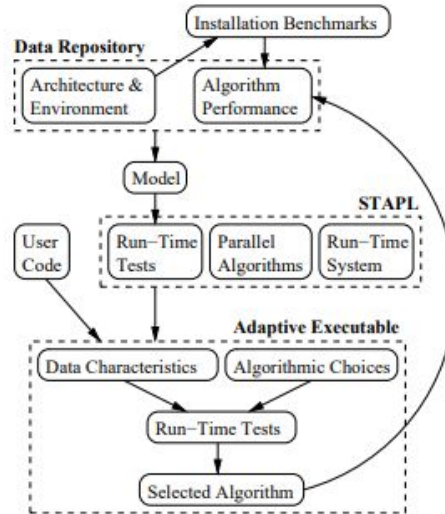 Installation Benchmarks
Data Repository
Architecture &
Environment
Algorithm
Performance
Model
STAPL
User
Code
Run-Time
Tests
Parallel
Algorithms
Run-Time
System
Adaptive Executable
Data Characteristics
Algorithmic Choices
Run-Time Tests
Selected Algorithm